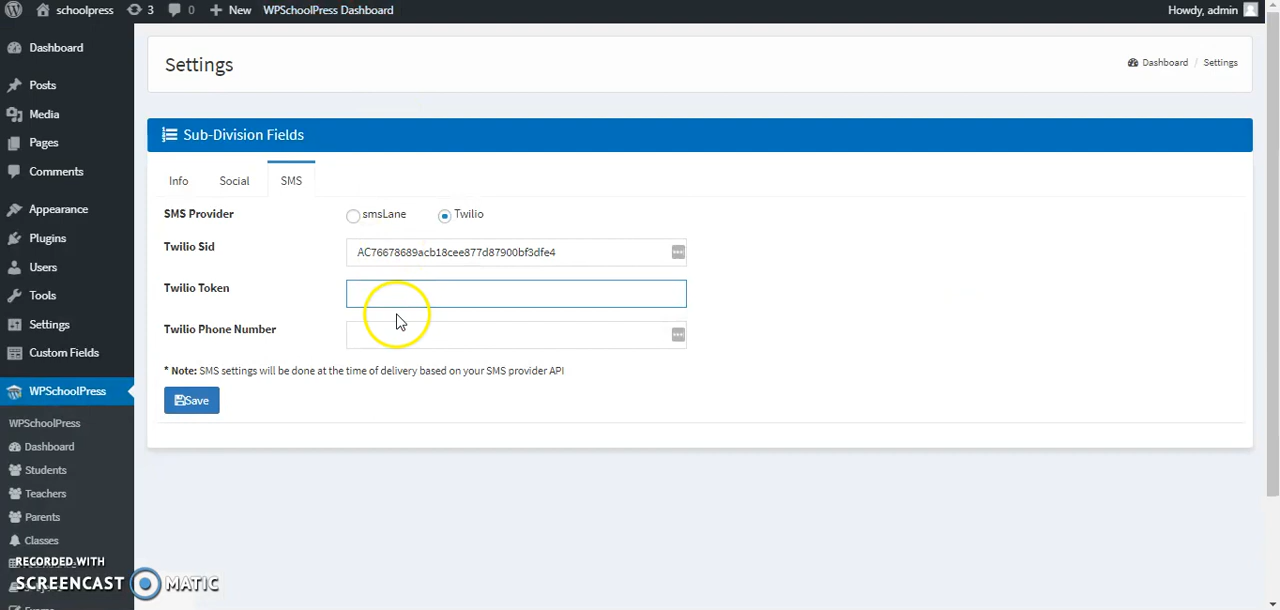 schoolpress 3 0 New WPSchoolPress Dashboard Howdy, admin
Dashboard
Posts
Media
Pages
Comments
Appearance
Plugins
Users
Tools
Settings
Custom Fields
WPSchoolPress
WPSchoolPress
Dashboard
Students
Teachers
Parents
Classes
Settings
Dashboard / Settings
Sub-Division Fields
Info Social SMS
SMS Provider smsLane Twilio
Twilio Sid AC76678689acb18cee877d87900bf3dfe4
Twilio Token
Twilio Phone Number
* Note: SMS settings will be done at the time of delivery based on your SMS provider API
Save
RECORDED WITH
SCREENCAST MATIC